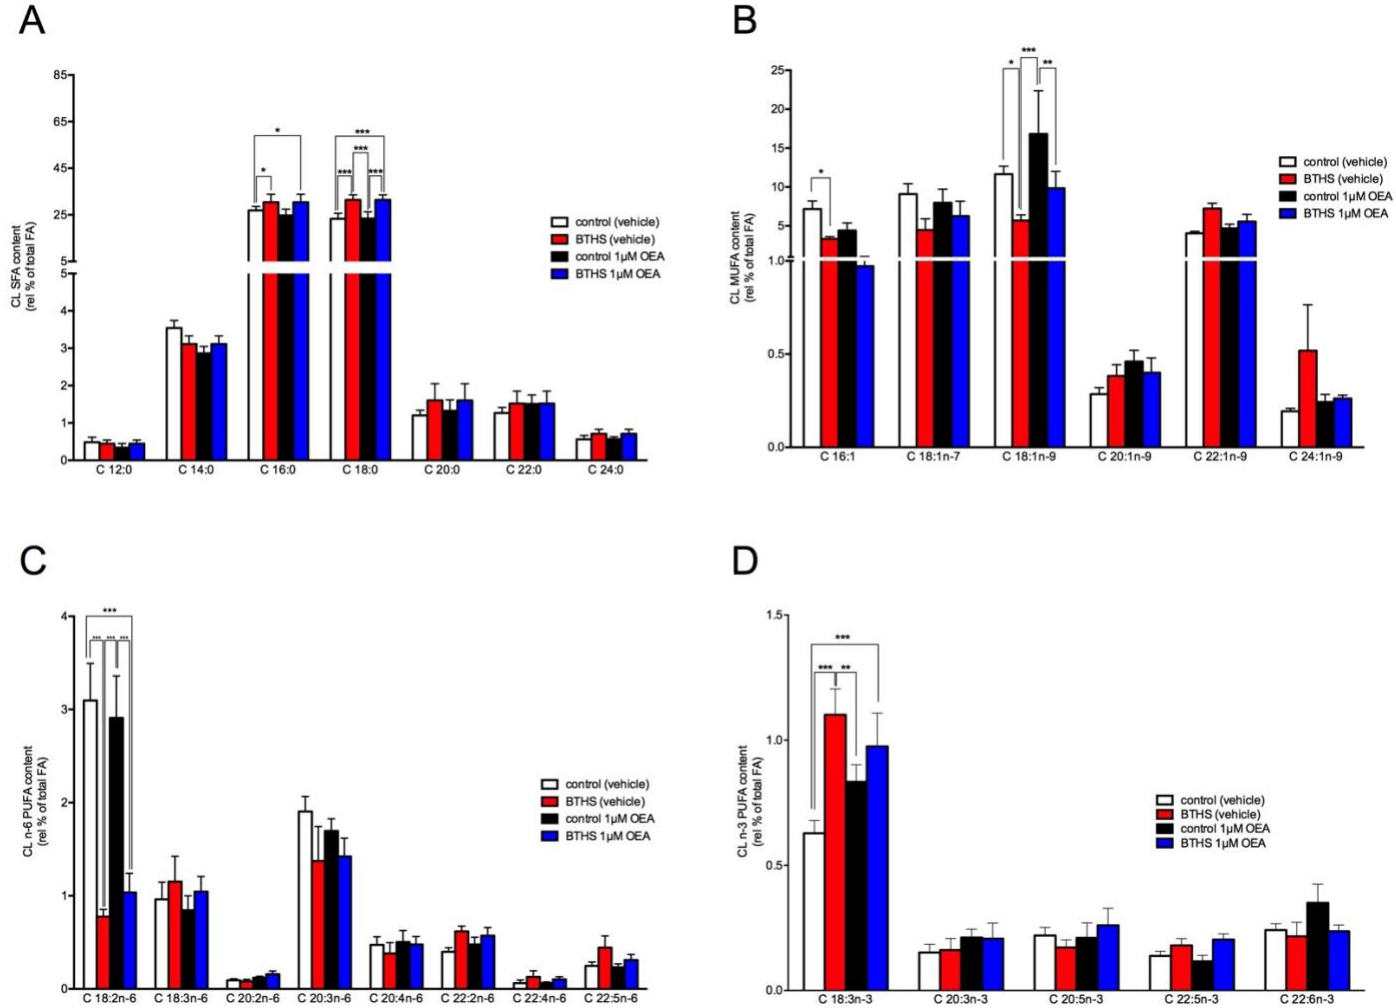 A
CL SFA content
(rel % of total FA)
85
65
45
25
5
5
4
3
2
1
0
*
*
***
***
***
***
C 12:0
C 14:0
C 16:0
C 18:0
C 20:0
C 22:0
C 24:0
control (vehicle)
BTHS (vehicle)
control 1µM OEA
BTHS 1µM OEA
B
CL MUFA content
(rel % of total FA)
25
20
15
10
5
1.0
0.5
0.0
*
*
***
**
C 16:1
C 18:1n-7
C 18:1n-9
C 20:1n-9
C 22:1n-9
C 24:1n-9
control (vehicle)
BTHS (vehicle)
control 1µM OEA
BTHS 1µM OEA
C
CL n-6 PUFA content
(rel % of total FA)
4
3
2
1
0
***
*** *** ***
C 18:2n-6
C 18:3n-6
C 20:2n-6
C 20:3n-6
C 20:4n-6
C 22:2n-6
C 22:4n-6
C 22:5n-6
control (vehicle)
BTHS (vehicle)
control 1µM OEA
BTHS 1µM OEA
D
CL n-3 PUFA content
(rel % of total FA)
1.5
1.0
0.5
0.0
***
*** **
C 18:3n-3
C 20:3n-3
C 20:5n-3
C 22:5n-3
C 22:6n-3
control (vehicle)
BTHS (vehicle)
control 1µM OEA
BTHS 1µM OEA